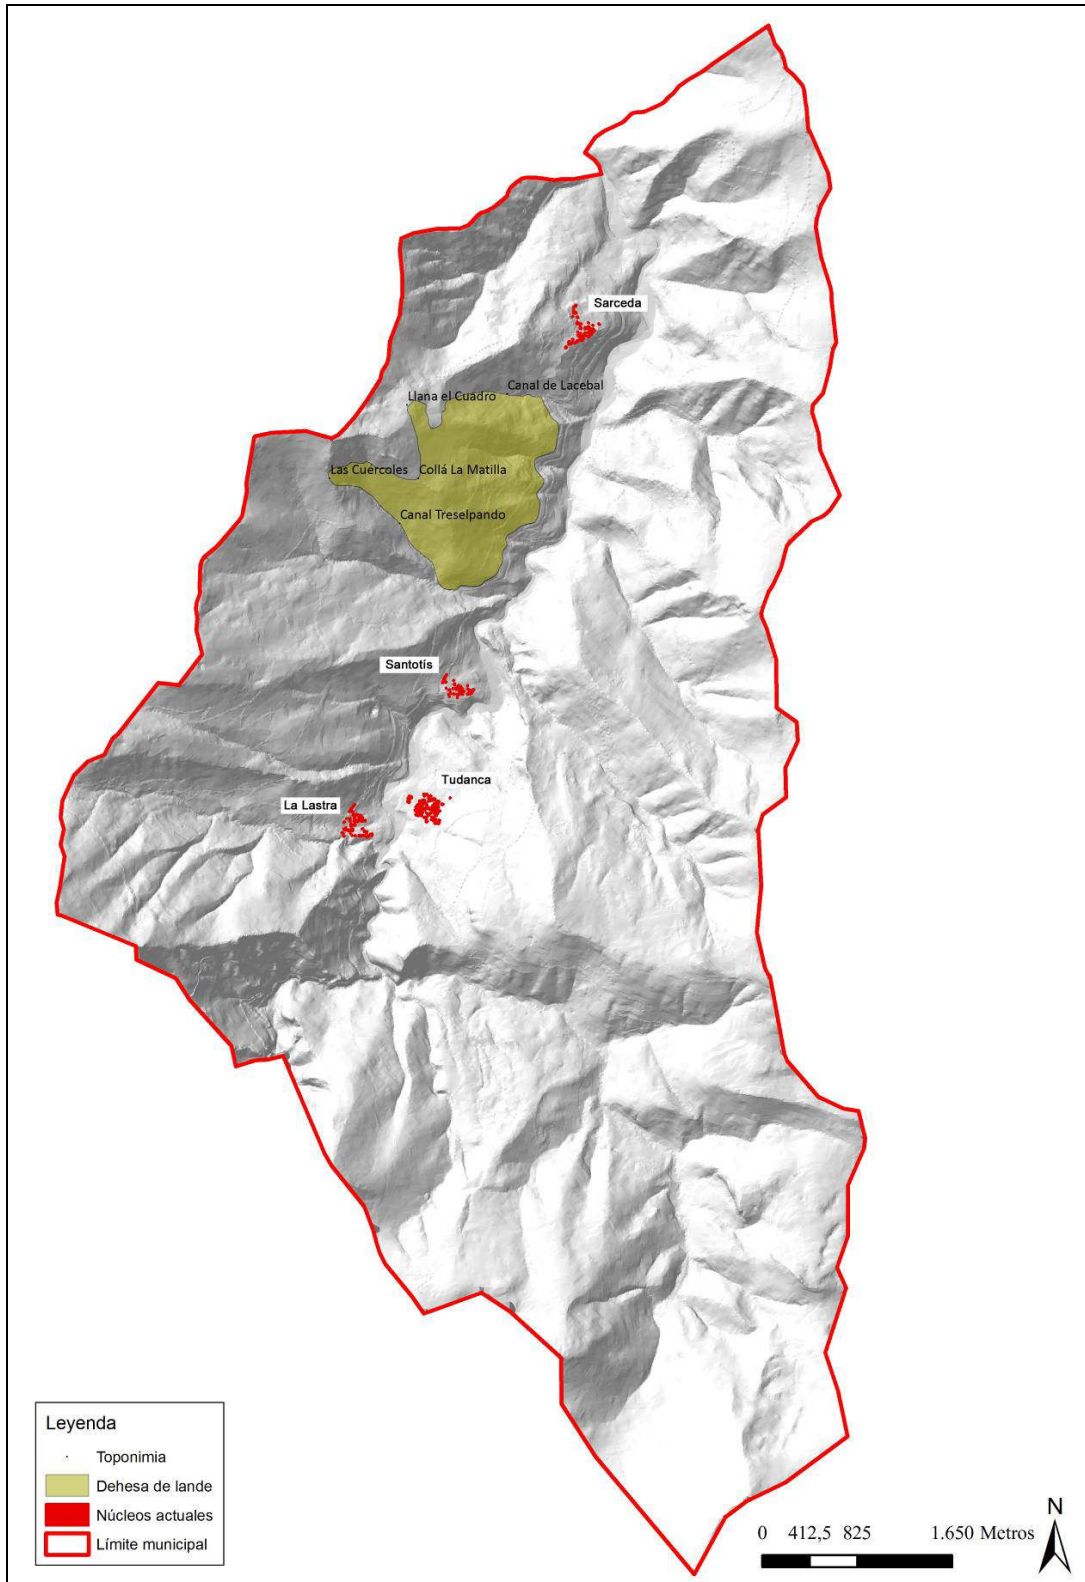 Sarceda
Canal de Lacebal
Llana el Cuadro
Las Cuércoles
Collá La Matilla
Canal Treselpando
Santotís
Tudanca
La Lastra
Leyenda
Toponimia
Dehesa de lande
Núcleos actuales
Límite municipal
N
0 412,5 825 1.650 Metros